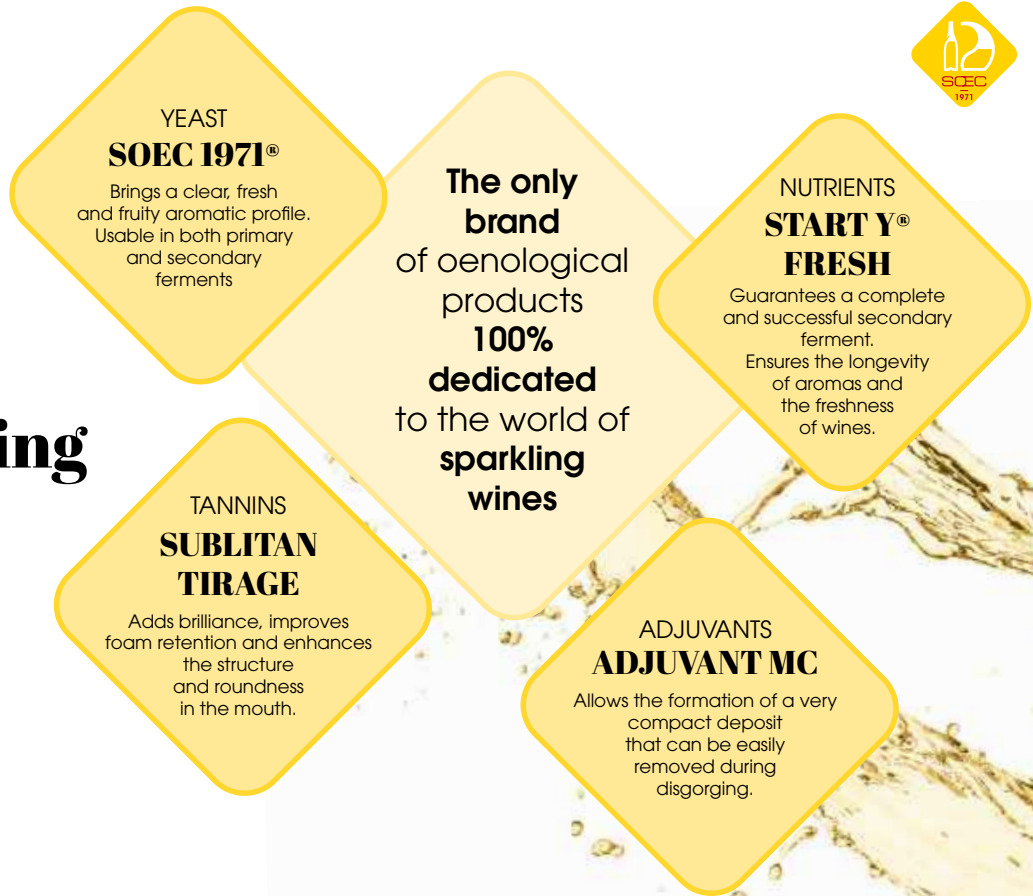 SOEC
1971
YEAST
SOEC 1971®
Brings a clear, fresh
and fruity aromatic profile.
Usable in both primary
and secondary
ferments
The only
brand
of oenological
products
100%
dedicated
to the world of
sparkling
wines
NUTRIENTS
START Y®
FRESH
Guarantees a complete
and successful secondary
ferment.
Ensures the longevity
of aromas and
the freshness
of wines.
ing
TANNINS
SUBLITAN
TIRAGE
Adds brilliance, improves
foam retention and enhances
the structure
and roundness
in the mouth.
ADJUVANTS
ADJUVANT MC
Allows the formation of a very
compact deposit
that can be easily
removed during
disgorging.